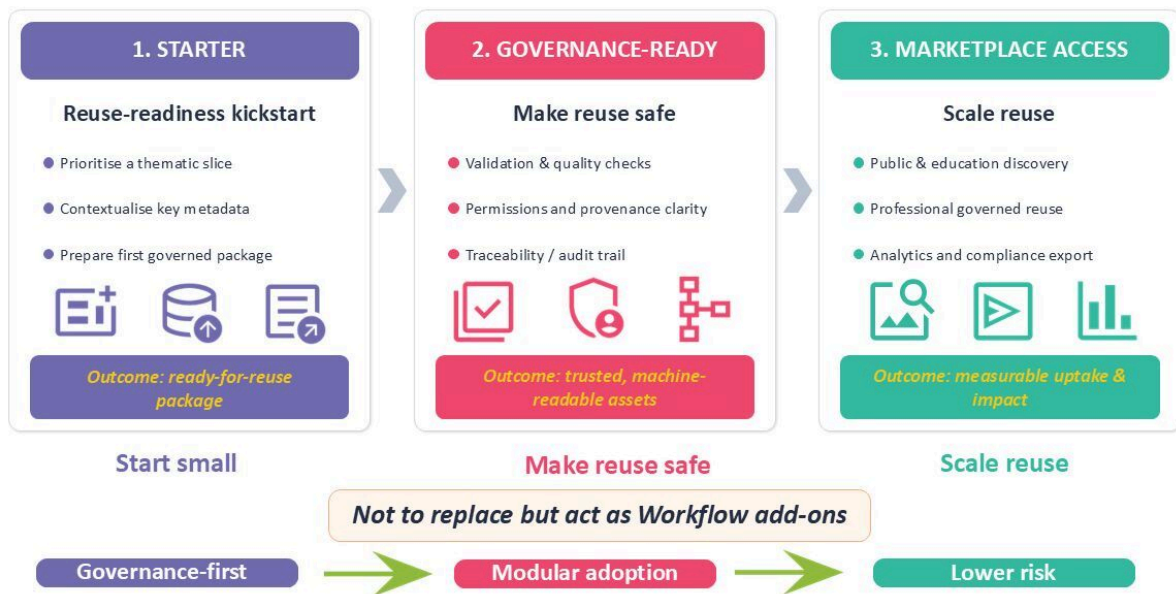 1. STARTER
Reuse-readiness kickstart
Prioritise a thematic slice
Contextualise key metadata
Prepare first governed package
Outcome: ready-for-reuse
package
2. GOVERNANCE-READY
Make reuse safe
Validation & quality checks
Permissions and provenance clarity
Traceability / audit trail
Outcome: trusted, machine-
readable assets
3. MARKETPLACE ACCESS
Scale reuse
Public & education discovery
Professional governed reuse
Analytics and compliance export
Outcome: measurable uptake &
impact
Start small
Make reuse safe
Scale reuse
Not to replace but act as Workflow add-ons
Governance-first
Modular adoption
Lower risk